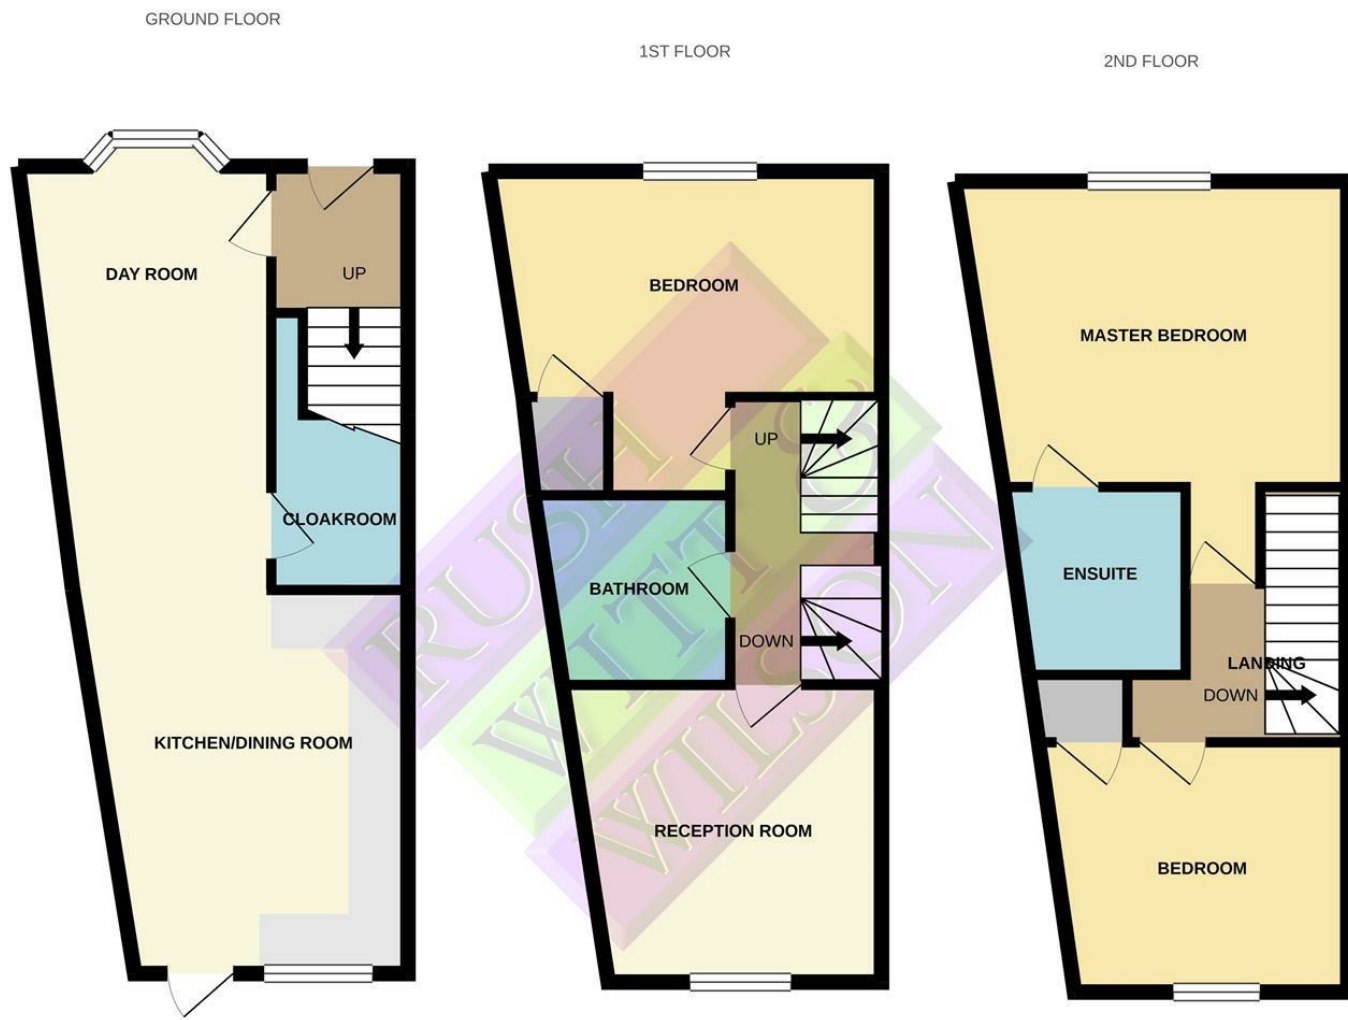 GROUND FLOOR
DAY ROOM
UP
CLOAKROOM
KITCHEN/DINING ROOM
1ST FLOOR
BEDROOM
UP
BATHROOM
DOWN
RECEPTION ROOM
RUSH
WITT &
WILSON
2ND FLOOR
MASTER BEDROOM
ENSUITE
LANDING
DOWN
BEDROOM